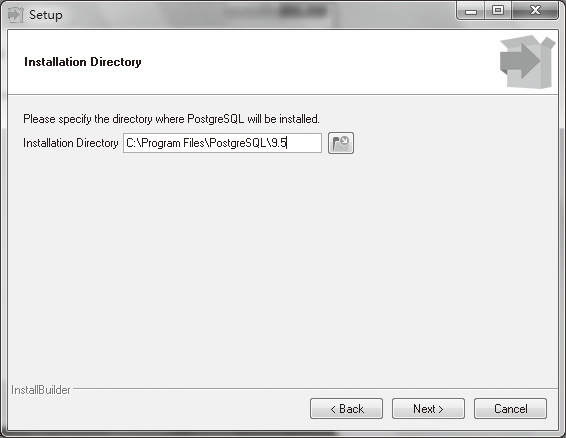 Setup
Installation Directory
Please specify the directory where PostgreSQL will be installed.
Installation Directory C:\Program Files\PostgreSQL\9.5
InstallBuilder
< Back Next > Cancel